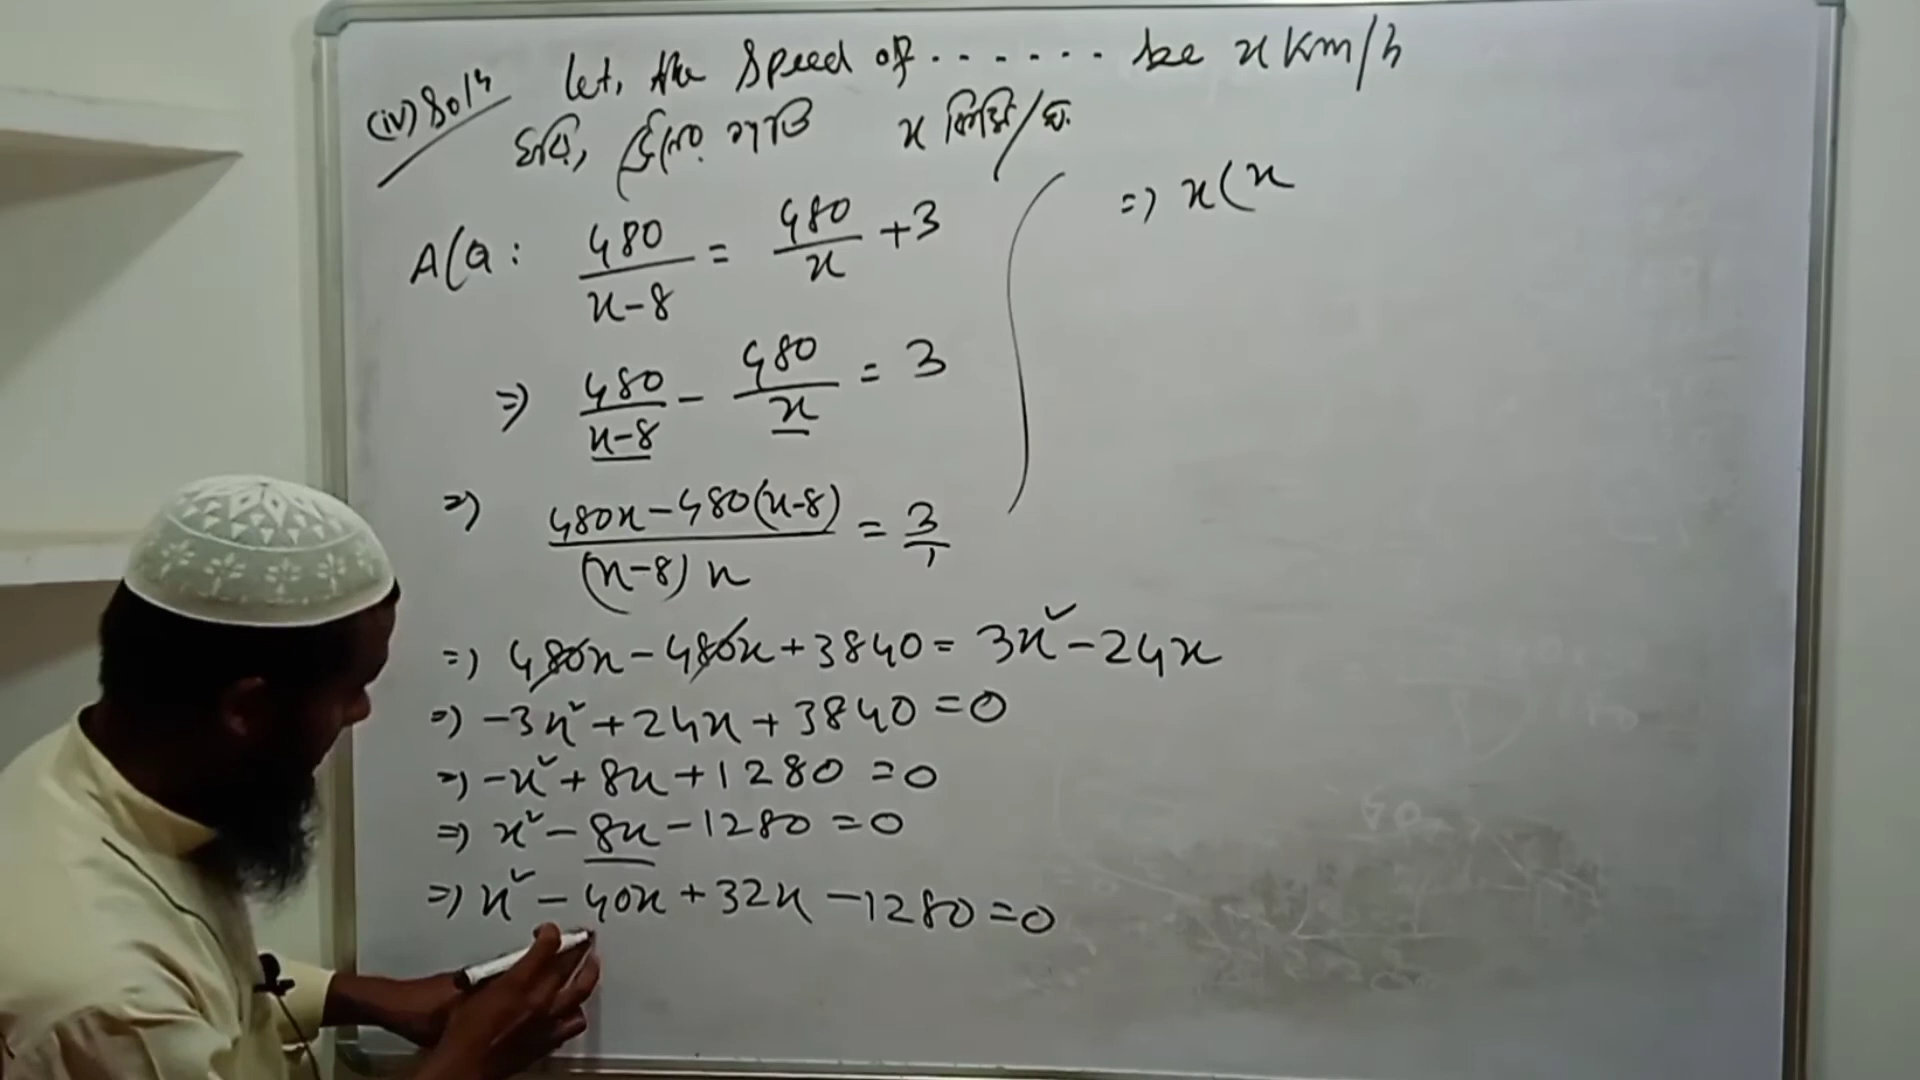 (iv) Solⁿ Let, the speed of . . . . . . be x km/h
ধরি, ট্রেনের গতি x কিমি/ঘ.
A/Q : 480/(x-8) = 480/x + 3
=> 480/(x-8) - 480/x = 3
=> (480x - 480(x-8))/((x-8)x) = 3/1
=> 480x - 480x + 3840 = 3x² - 24x
=> -3x² + 24x + 3840 = 0
=> -x² + 8x + 1280 = 0
=> x² - 8x - 1280 = 0
=> x² - 40x + 32x - 1280 = 0
=> x(x